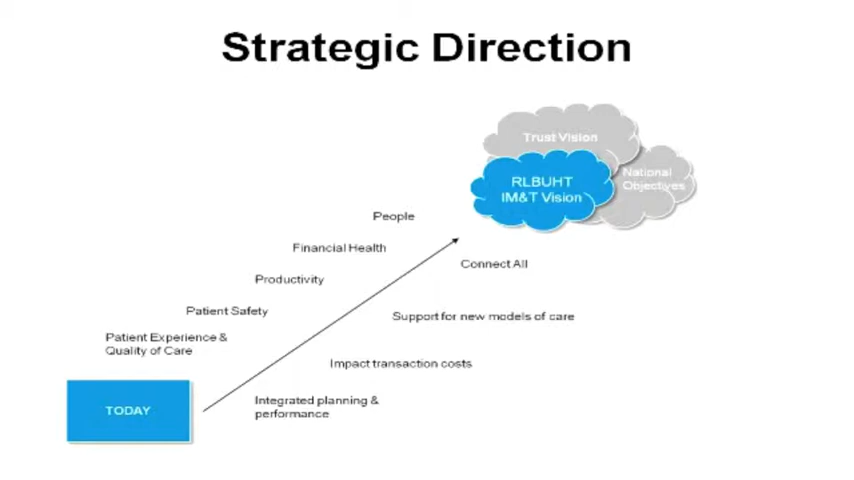 Strategic Direction
Trust Vision
National
Objectives
RLBUHT
IM&T Vision
People
Financial Health
Connect All
Productivity
Patient Safety
Support for new models of care
Patient Experience &
Quality of Care
Impact transaction costs
TODAY
Integrated planning &
performance